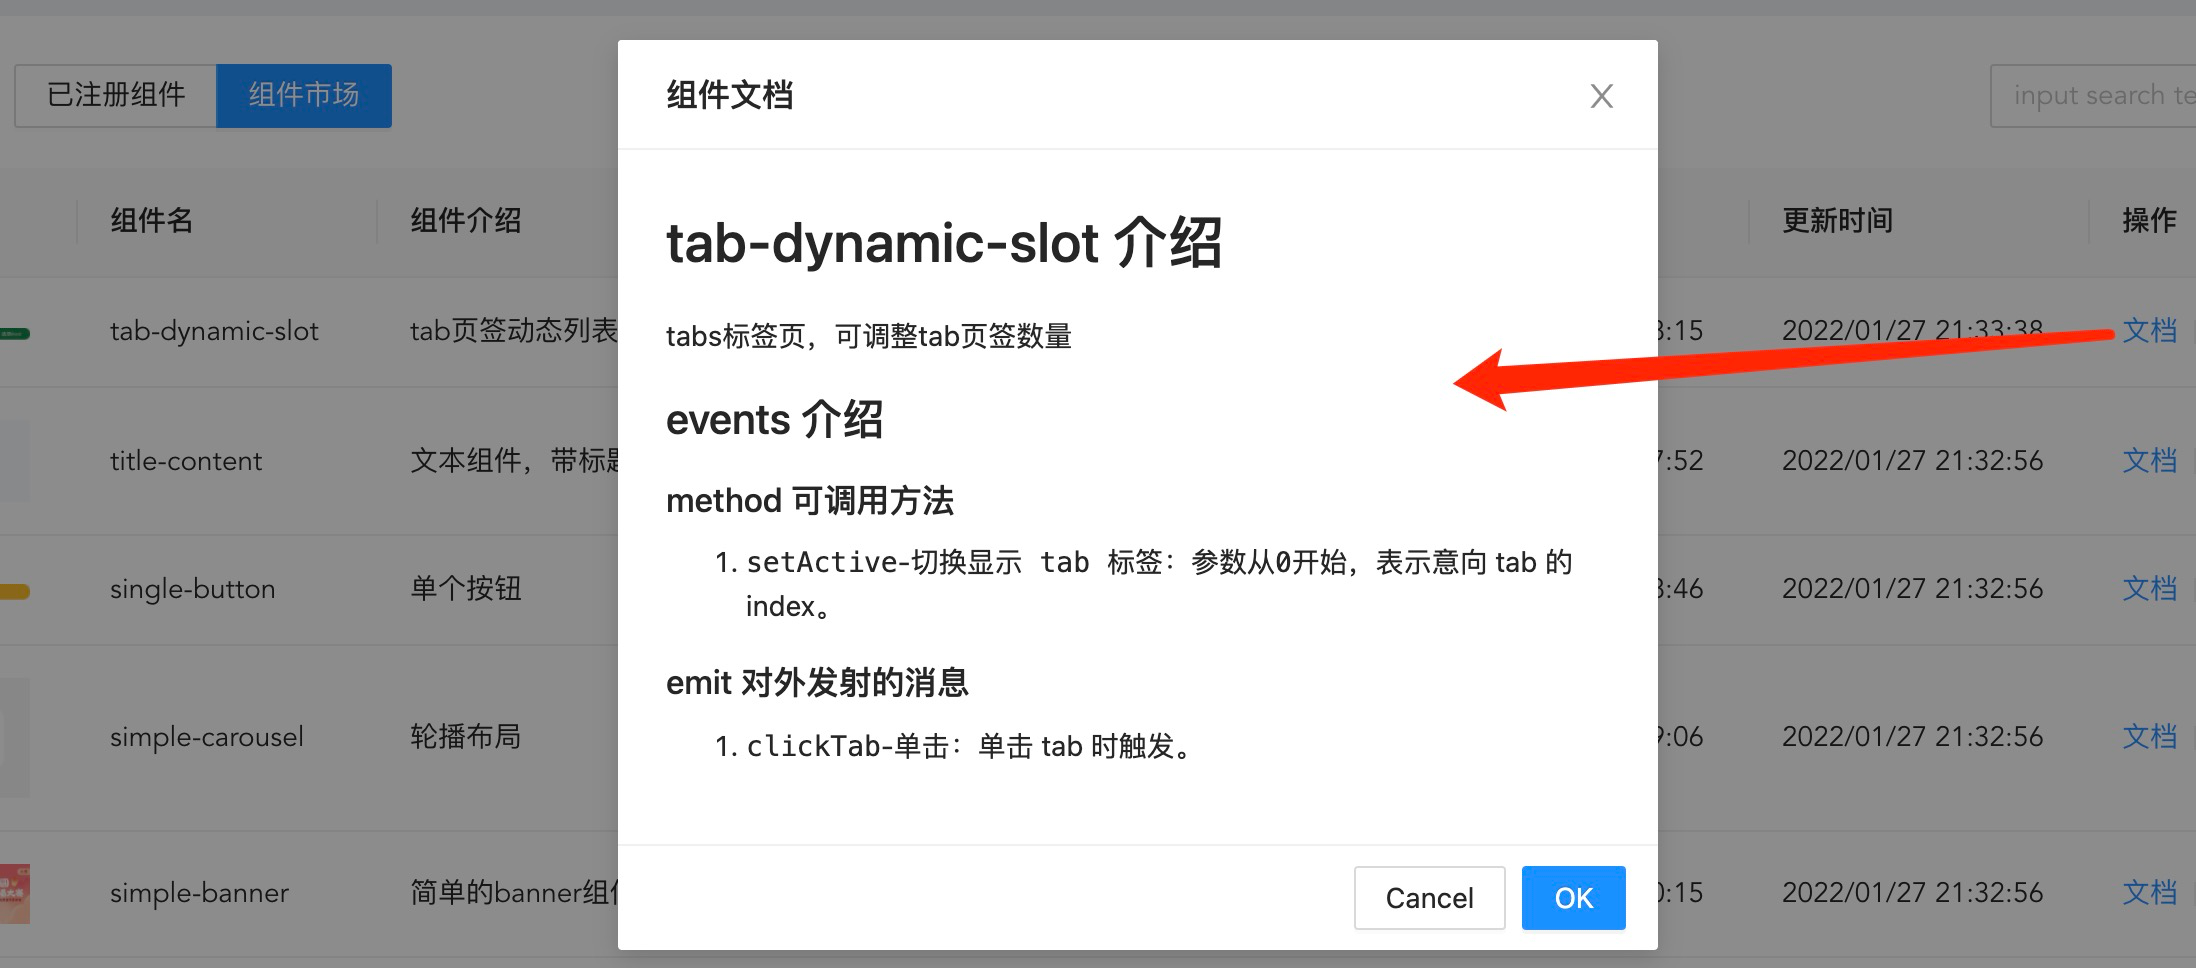 已注册组件
组件市场
input search te
组件名
组件介绍
更新时间
操作
tab-dynamic-slot
tab页签动态列表
3:15
2022/01/27 21:33:38
文档
title-content
文本组件，带标题
7:52
2022/01/27 21:32:56
文档
single-button
单个按钮
3:46
2022/01/27 21:32:56
文档
simple-carousel
轮播布局
9:06
2022/01/27 21:32:56
文档
simple-banner
简单的banner组件
0:15
2022/01/27 21:32:56
文档
组件文档
tab-dynamic-slot 介绍
tabs标签页，可调整tab页签数量
events 介绍
method 可调用方法
1. setActive-切换显示 tab 标签：参数从0开始，表示意向 tab 的
index。
emit 对外发射的消息
1. clickTab-单击：单击 tab 时触发。
Cancel
OK